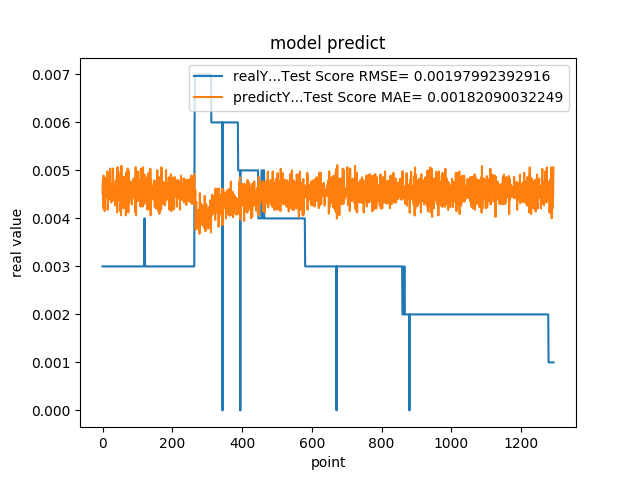 model predict
realY...Test Score RMSE= 0.00197992392916
predictY...Test Score MAE= 0.00182090032249
0.007
0.006
0.005
0.004
0.003
0.002
0.001
0.000
real value
0 200 400 600 800 1000 1200
point